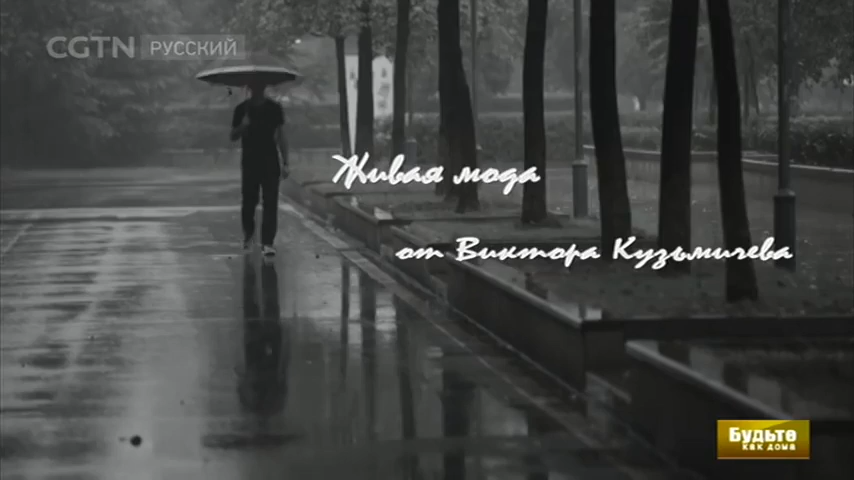 CGTN РУССКИЙ
Живая мода
от Виктора Кузьмичева
Будьте
как дома